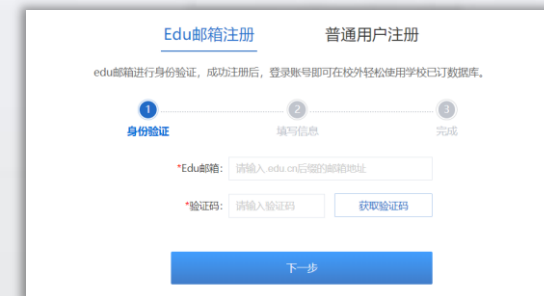 Edu邮箱注册 普通用户注册
edu邮箱进行身份验证，成功注册后，登录账号即可在校外轻松使用学校已订数据库。
1 2 3
身份验证 填写信息 完成
*Edu邮箱： 请输入.edu.cn后缀的邮箱地址
*验证码： 请输入验证码 获取验证码
下一步